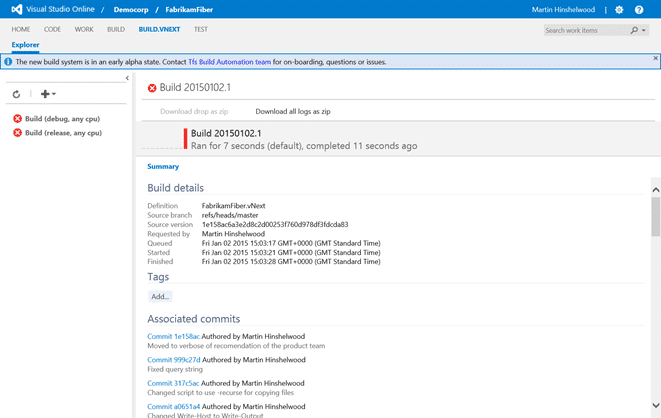 Visual Studio Online / Democorp / FabrikamFiber Martin Hinshelwood | ?
HOME CODE WORK BUILD BUILD.VNEXT TEST Search work items
Explorer
The new build system is in an early alpha state. Contact Tfs Build Automation team for on-boarding, questions or issues.
Build (debug, any cpu)
Build (release, any cpu)
Build 20150102.1
Download drop as zip Download all logs as zip
Build 20150102.1
Ran for 7 seconds (default), completed 11 seconds ago
Summary
Build details
Definition FabrikamFiber.vNext
Source branch refs/heads/master
Source version 1e158ac6a3e2d8c2d00253f760d978df3fdcda83
Requested by Martin Hinshelwood
Queued Fri Jan 02 2015 15:03:17 GMT+0000 (GMT Standard Time)
Started Fri Jan 02 2015 15:03:21 GMT+0000 (GMT Standard Time)
Finished Fri Jan 02 2015 15:03:28 GMT+0000 (GMT Standard Time)
Tags
Add...
Associated commits
Commit 1e158ac Authored by Martin Hinshelwood
Moved to verbose of recomendation of the product team
Commit 999c27d Authored by Martin Hinshelwood
Fixed query string
Commit 317c5ac Authored by Martin Hinshelwood
Changed script to use -recurse for copying files
Commit a0651a4 Authored by Martin Hinshelwood
Changed Write-Host to Write-Output